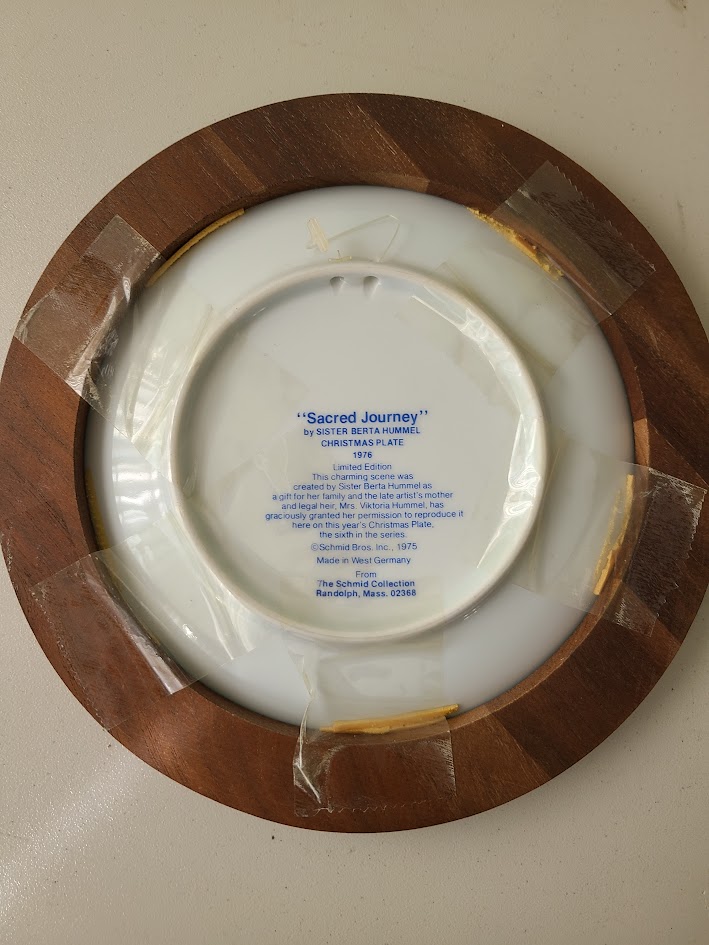 ‘‘Sacred Journey’’
by SISTER BERTA HUMMEL
CHRISTMAS PLATE
1976
Limited Edition
This charming scene was
created by Sister Berta Hummel as
a gift for her family and the late artist's mother
and legal heir, Mrs. Viktoria Hummel, has
graciously granted her permission to reproduce it
here on this year's Christmas Plate,
the sixth in the series.
©Schmid Bros. Inc., 1975
Made in West Germany
From
The Schmid Collection
Randolph, Mass. 02368